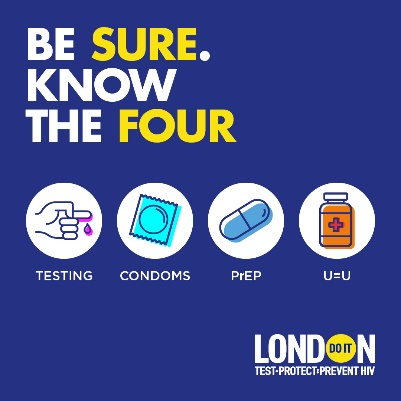 BE SURE.
KNOW
THE FOUR
TESTING CONDOMS PrEP U=U
LONDON
DO IT
TEST•PROTECT•PREVENT HIV